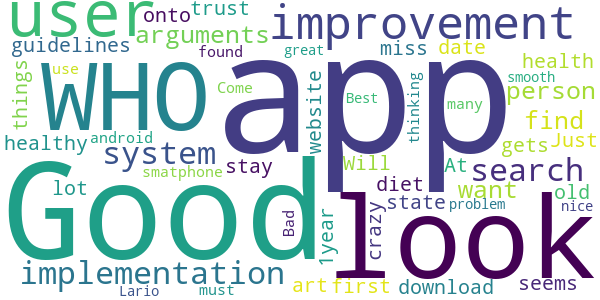 user
onto
trust
improvement
guidelines
arguments
found
great
miss
date
health
things
use
WHO
app
Come
website
Best
thinking
smooth
many
person
find
healthy
android
system
Just
gets
smatphone
stay
Will
At
search
lot
Good
diet
want
old
state
problem
nice
Bad
1year
crazy
look
implementation
Lario
must
art
first
download
seems